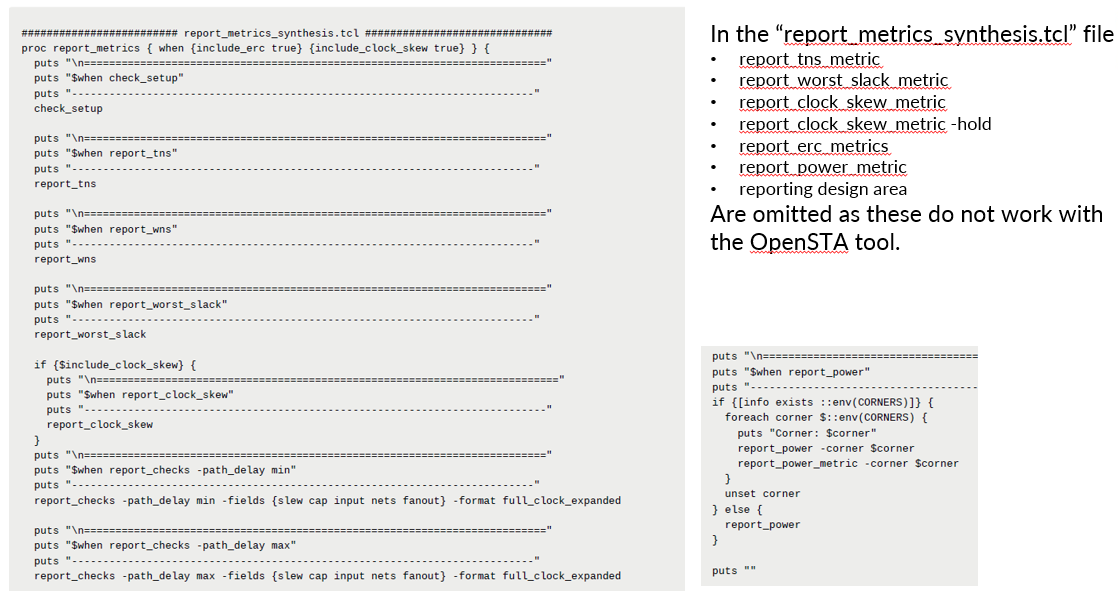 ######################### report_metrics_synthesis.tcl ##############################
proc report_metrics { when {include_erc true} {include_clock_skew true} } {
puts "\n=========================================================================="
puts "$when check_setup"
puts "--------------------------------------------------------------------------"
check_setup
puts "\n=========================================================================="
puts "$when report_tns"
puts "--------------------------------------------------------------------------"
report_tns
puts "\n=========================================================================="
puts "$when report_wns"
puts "--------------------------------------------------------------------------"
report_wns
puts "\n=========================================================================="
puts "$when report_worst_slack"
puts "--------------------------------------------------------------------------"
report_worst_slack
if {$include_clock_skew} {
puts "\n=========================================================================="
puts "$when report_clock_skew"
puts "--------------------------------------------------------------------------"
report_clock_skew
}
puts "\n=========================================================================="
puts "$when report_checks -path_delay min"
puts "--------------------------------------------------------------------------"
report_checks -path_delay min -fields {slew cap input nets fanout} -format full_clock_expanded
puts "\n=========================================================================="
puts "$when report_checks -path_delay max"
puts "--------------------------------------------------------------------------"
report_checks -path_delay max -fields {slew cap input nets fanout} -format full_clock_expanded
In the “report_metrics_synthesis.tcl” file
• report_tns_metric
• report_worst_slack_metric
• report_clock_skew_metric
• report_clock_skew_metric -hold
• report_erc_metrics
• report_power_metric
• reporting design area
Are omitted as these do not work with
the OpenSTA tool.
puts "\n===================================
puts "$when report_power"
puts "------------------------------------
if {[info exists ::env(CORNERS)]} {
foreach corner $::env(CORNERS) {
puts "Corner: $corner"
report_power -corner $corner
report_power_metric -corner $corner
}
unset corner
} else {
report_power
}
puts ""